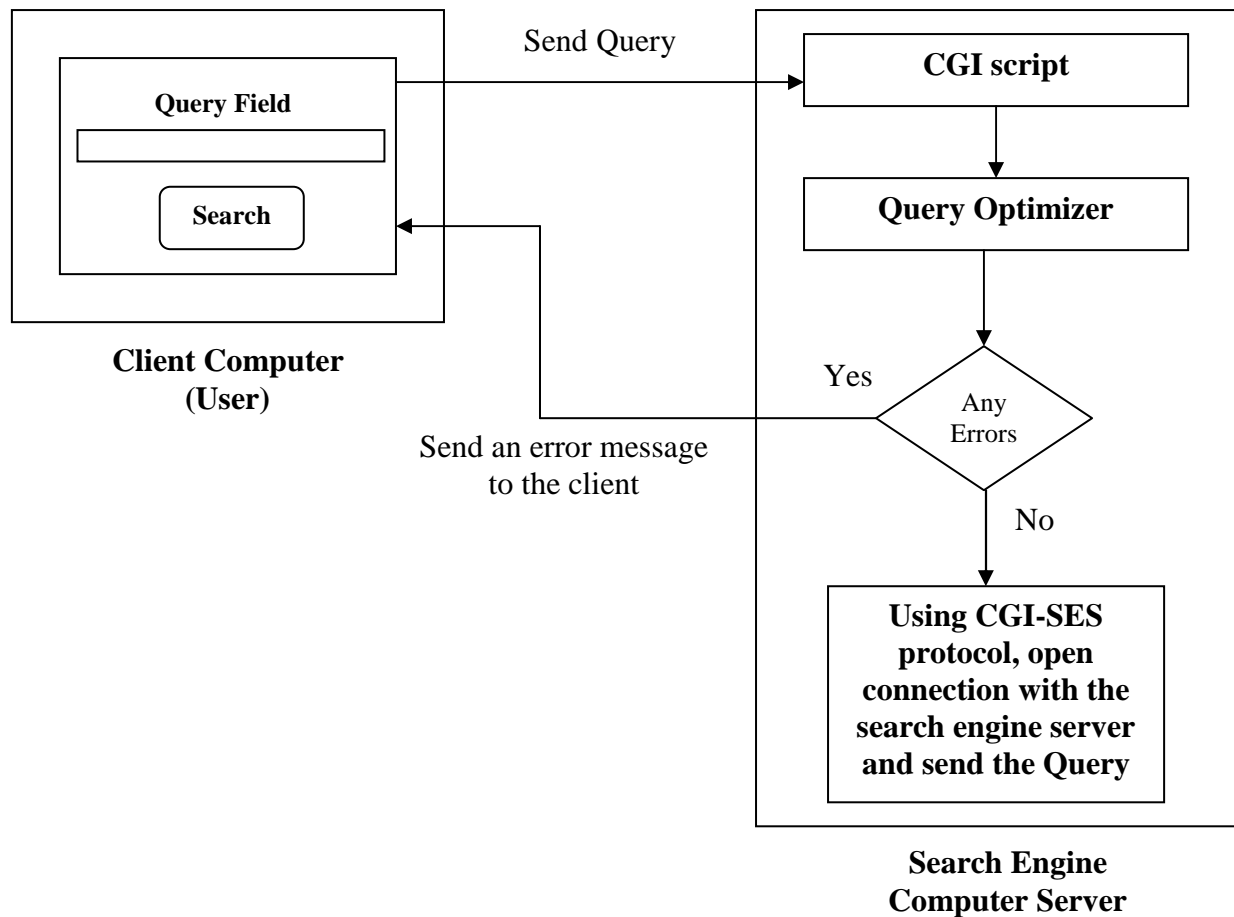 Send Query
CGI script
Query Field
Search
Query Optimizer
Client Computer
(User)
Yes
Any
Errors
Send an error message
to the client
No
Using CGI-SES
protocol, open
connection with the
search engine server
and send the Query
Search Engine
Computer Server